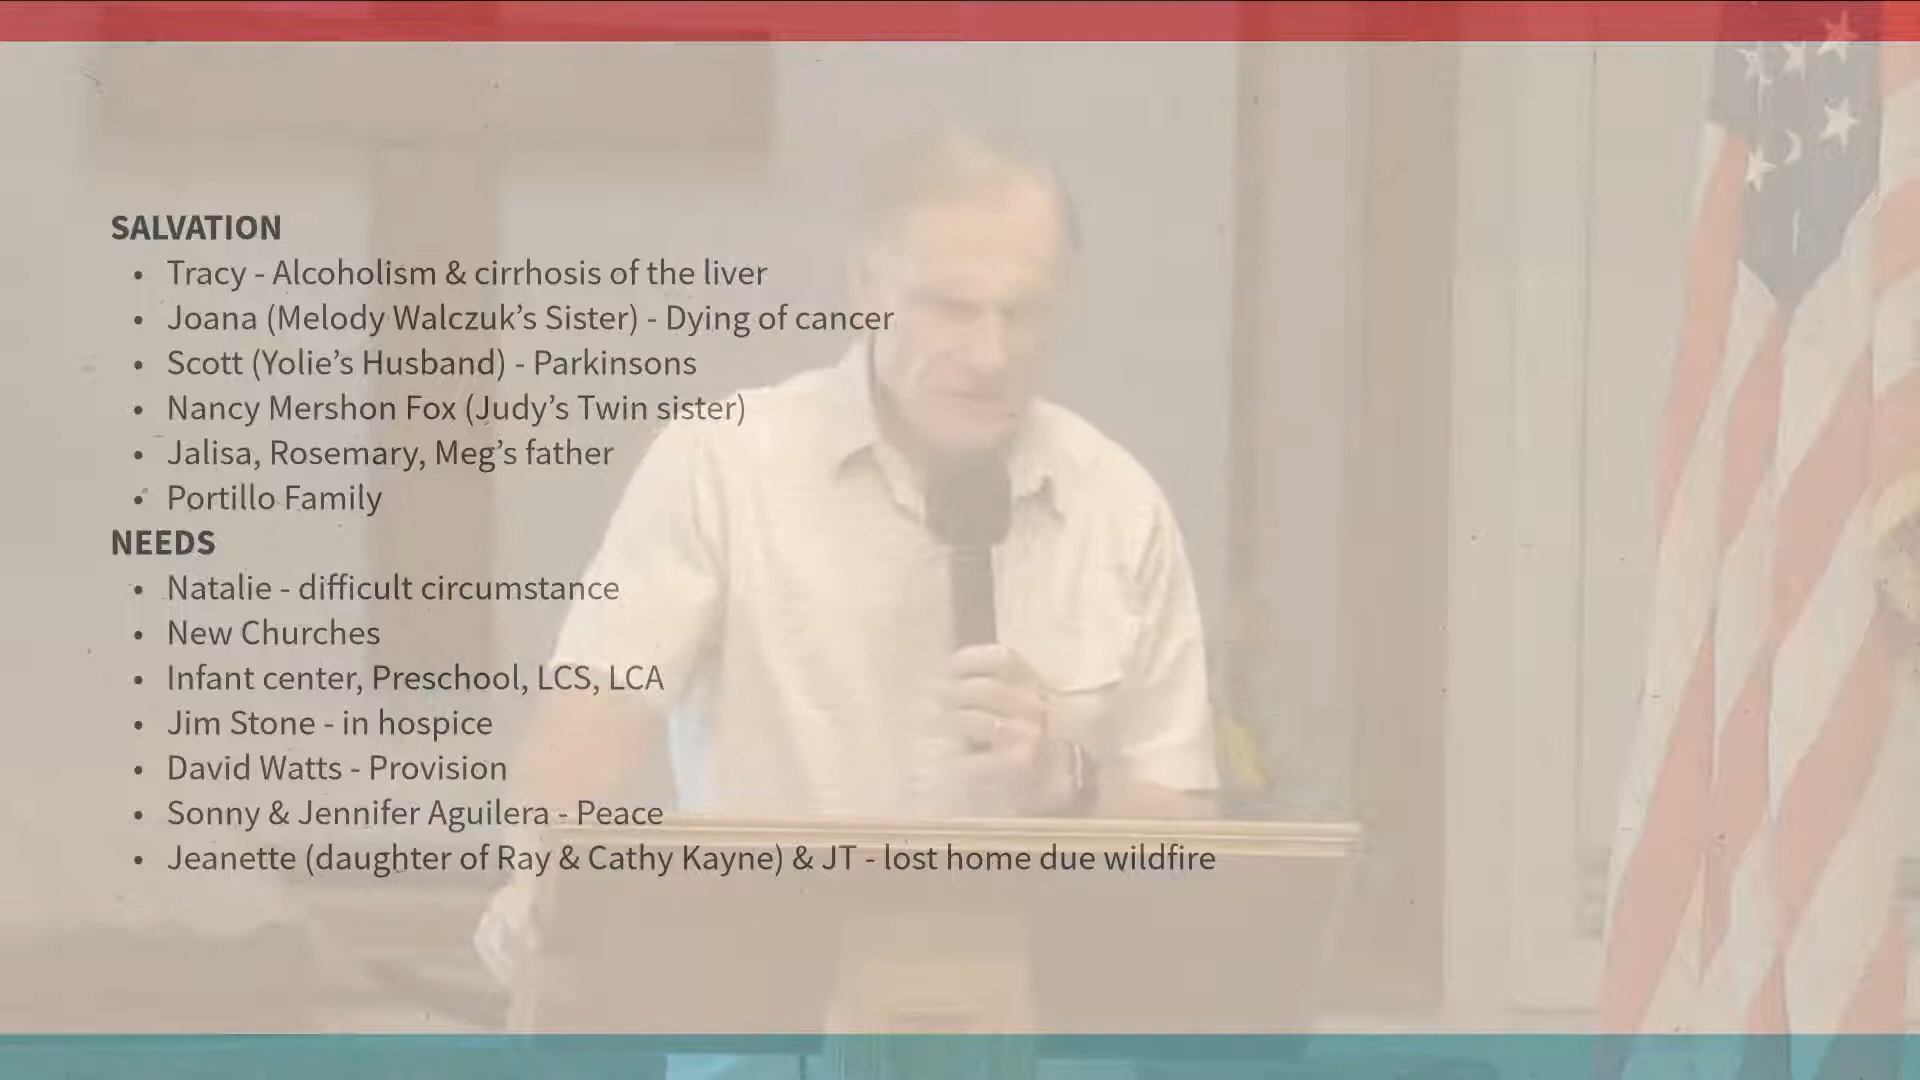 SALVATION
• Tracy - Alcoholism & cirrhosis of the liver
• Joana (Melody Walczuk’s Sister) - Dying of cancer
• Scott (Yolie’s Husband) - Parkinsons
• Nancy Mershon Fox (Judy’s Twin sister)
• Jalisa, Rosemary, Meg’s father
• Portillo Family
NEEDS
• Natalie - difficult circumstance
• New Churches
• Infant center, Preschool, LCS, LCA
• Jim Stone - in hospice
• David Watts - Provision
• Sonny & Jennifer Aguilera - Peace
• Jeanette (daughter of Ray & Cathy Kayne) & JT - lost home due wildfire